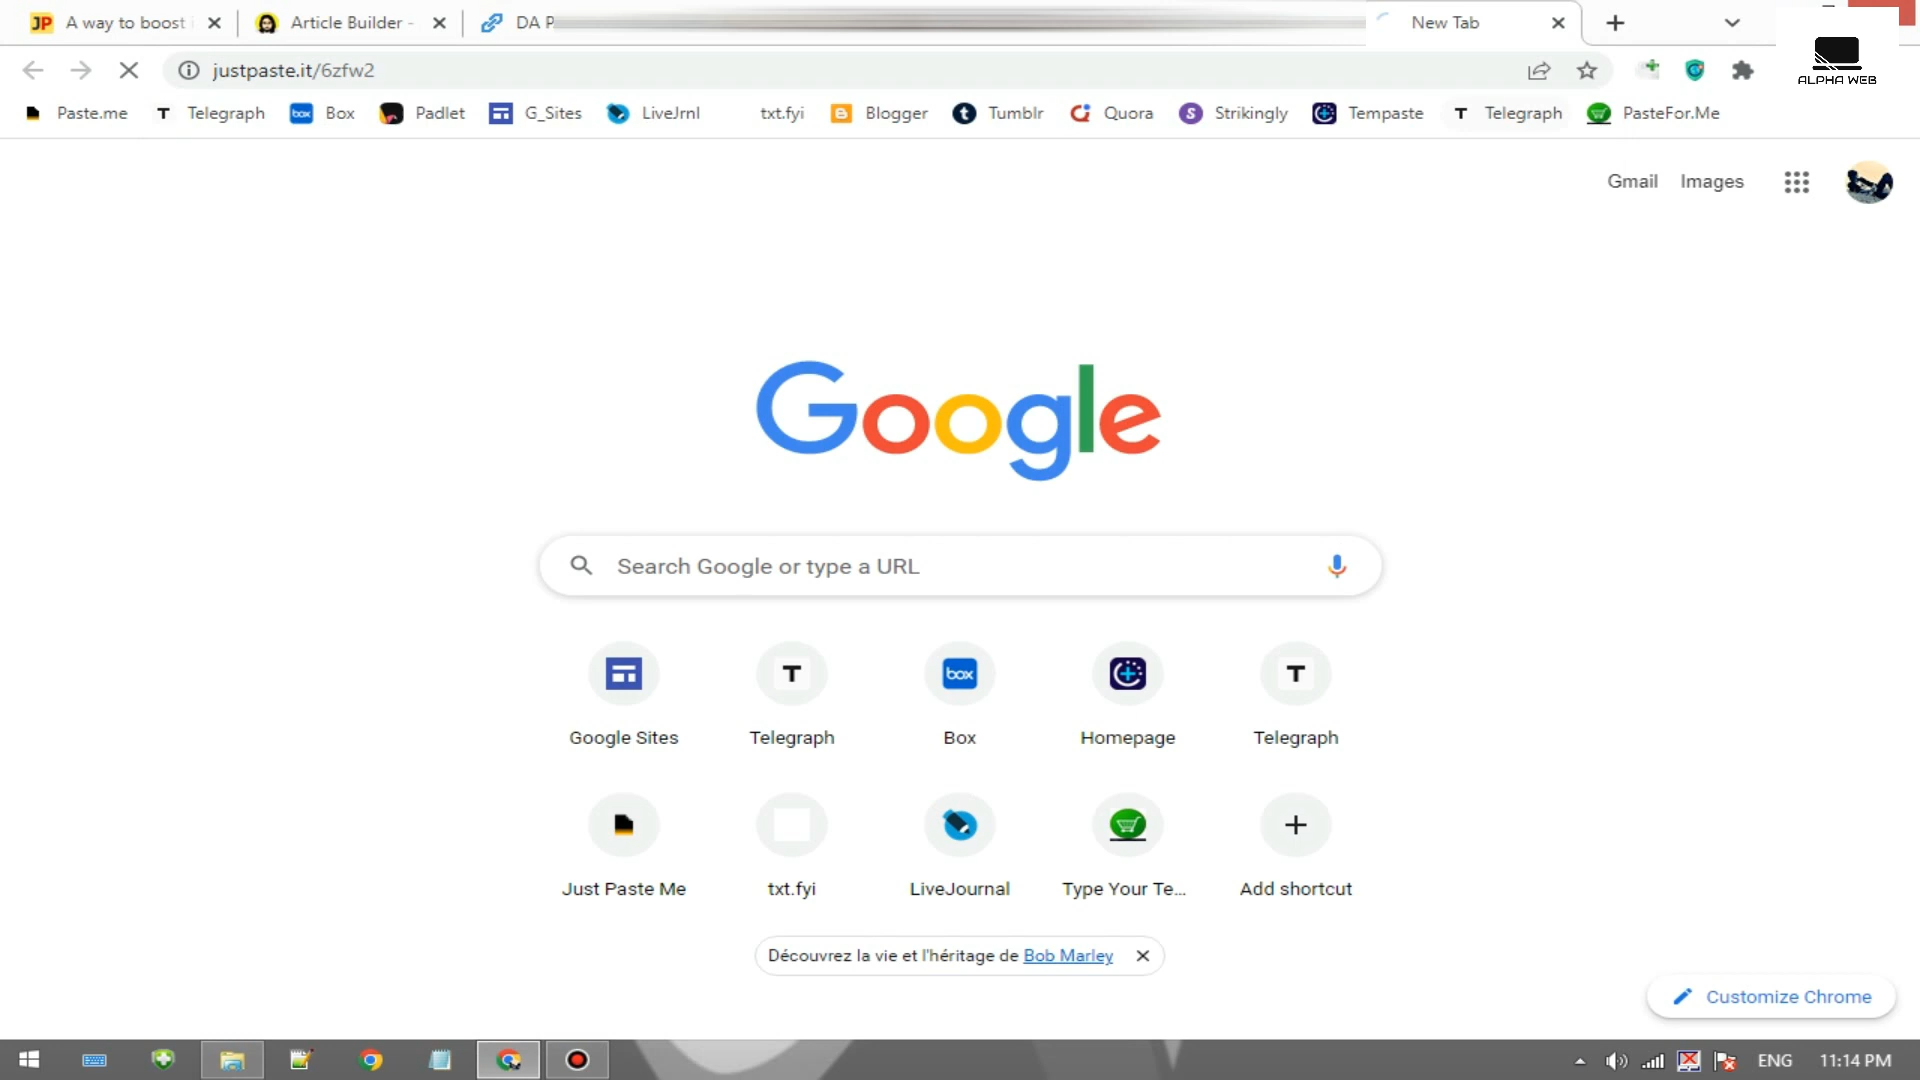 JP A way to boost
Article Builder -
DA P
New Tab
justpaste.it/6zfw2
ALPHA WEB
Paste.me
T Telegraph
box Box
Padlet
G_Sites
LiveJrnl
txt.fyi
Blogger
t Tumblr
Quora
S Strikingly
Tempaste
T Telegraph
PasteFor.Me
Gmail Images
Google
Search Google or type a URL
T
box
T
Google Sites
Telegraph
Box
Homepage
Telegraph
Just Paste Me
txt.fyi
LiveJournal
Type Your Te...
Add shortcut
Découvrez la vie et l'héritage de Bob Marley
Customize Chrome
ENG 11:14 PM